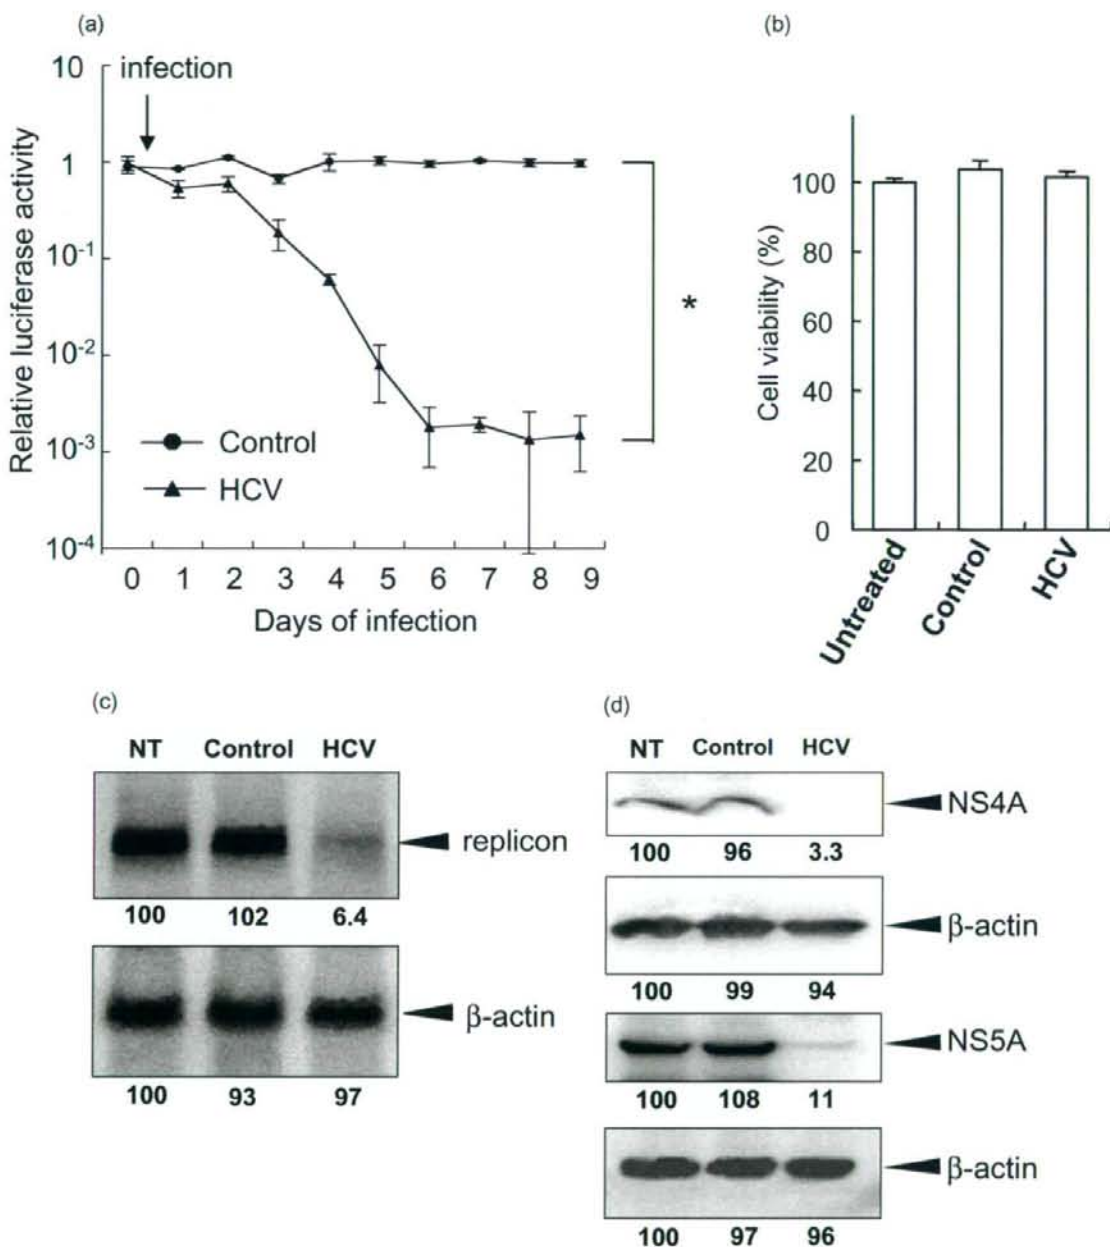 (a)
10
infection
1
10-1
10-2
10-3
10-4
Relative luciferase activity
Control
HCV
*
0 1 2 3 4 5 6 7 8 9
Days of infection
(b)
100
80
60
40
20
0
Cell viability (%)
Untreated
Control
HCV
(c)
NT Control HCV
replicon
100 102 6.4
β-actin
100 93 97
(d)
NT Control HCV
NS4A
100 96 3.3
β-actin
100 99 94
NS5A
100 108 11
β-actin
100 97 96